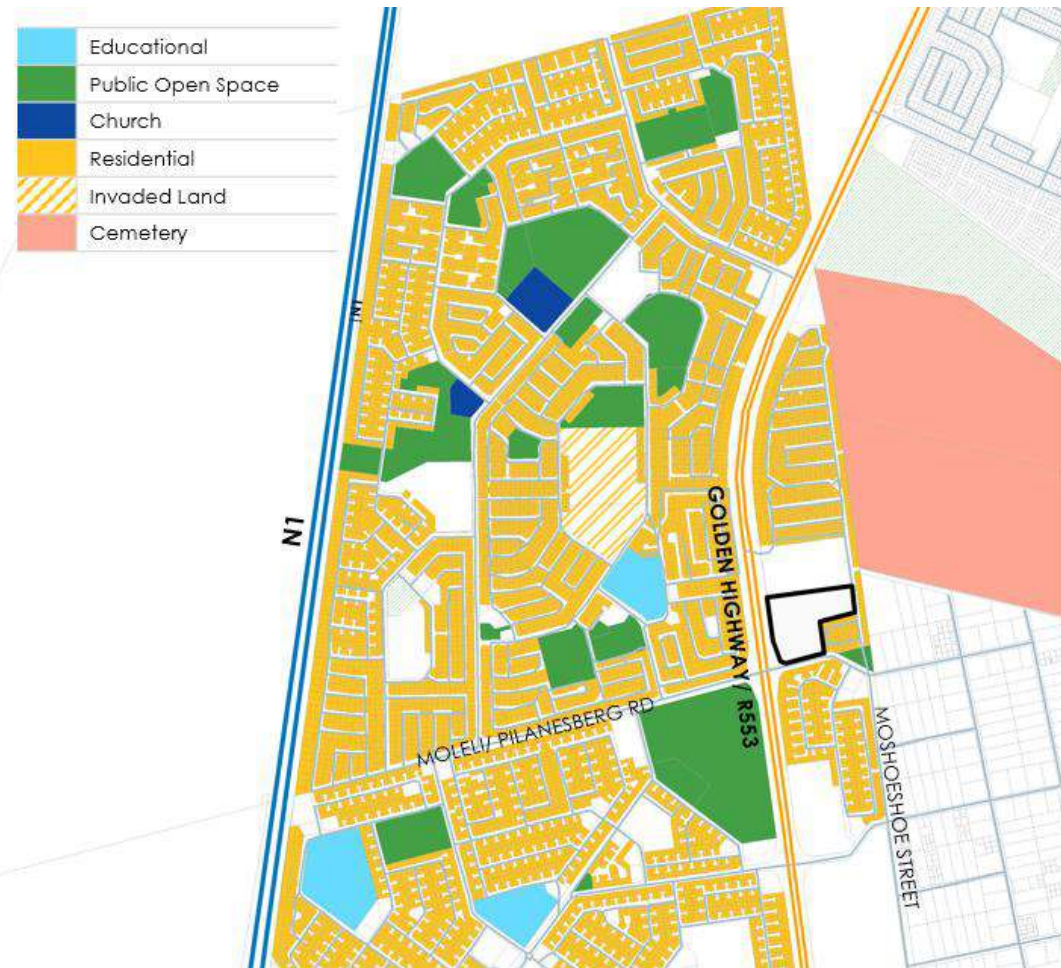 Educational
Public Open Space
Church
Residential
Invaded Land
Cemetery
N1
N1
GOLDEN HIGHWAY/ R553
MOLELI/ PILANESBERG RD
MOSHOESHOE STREET